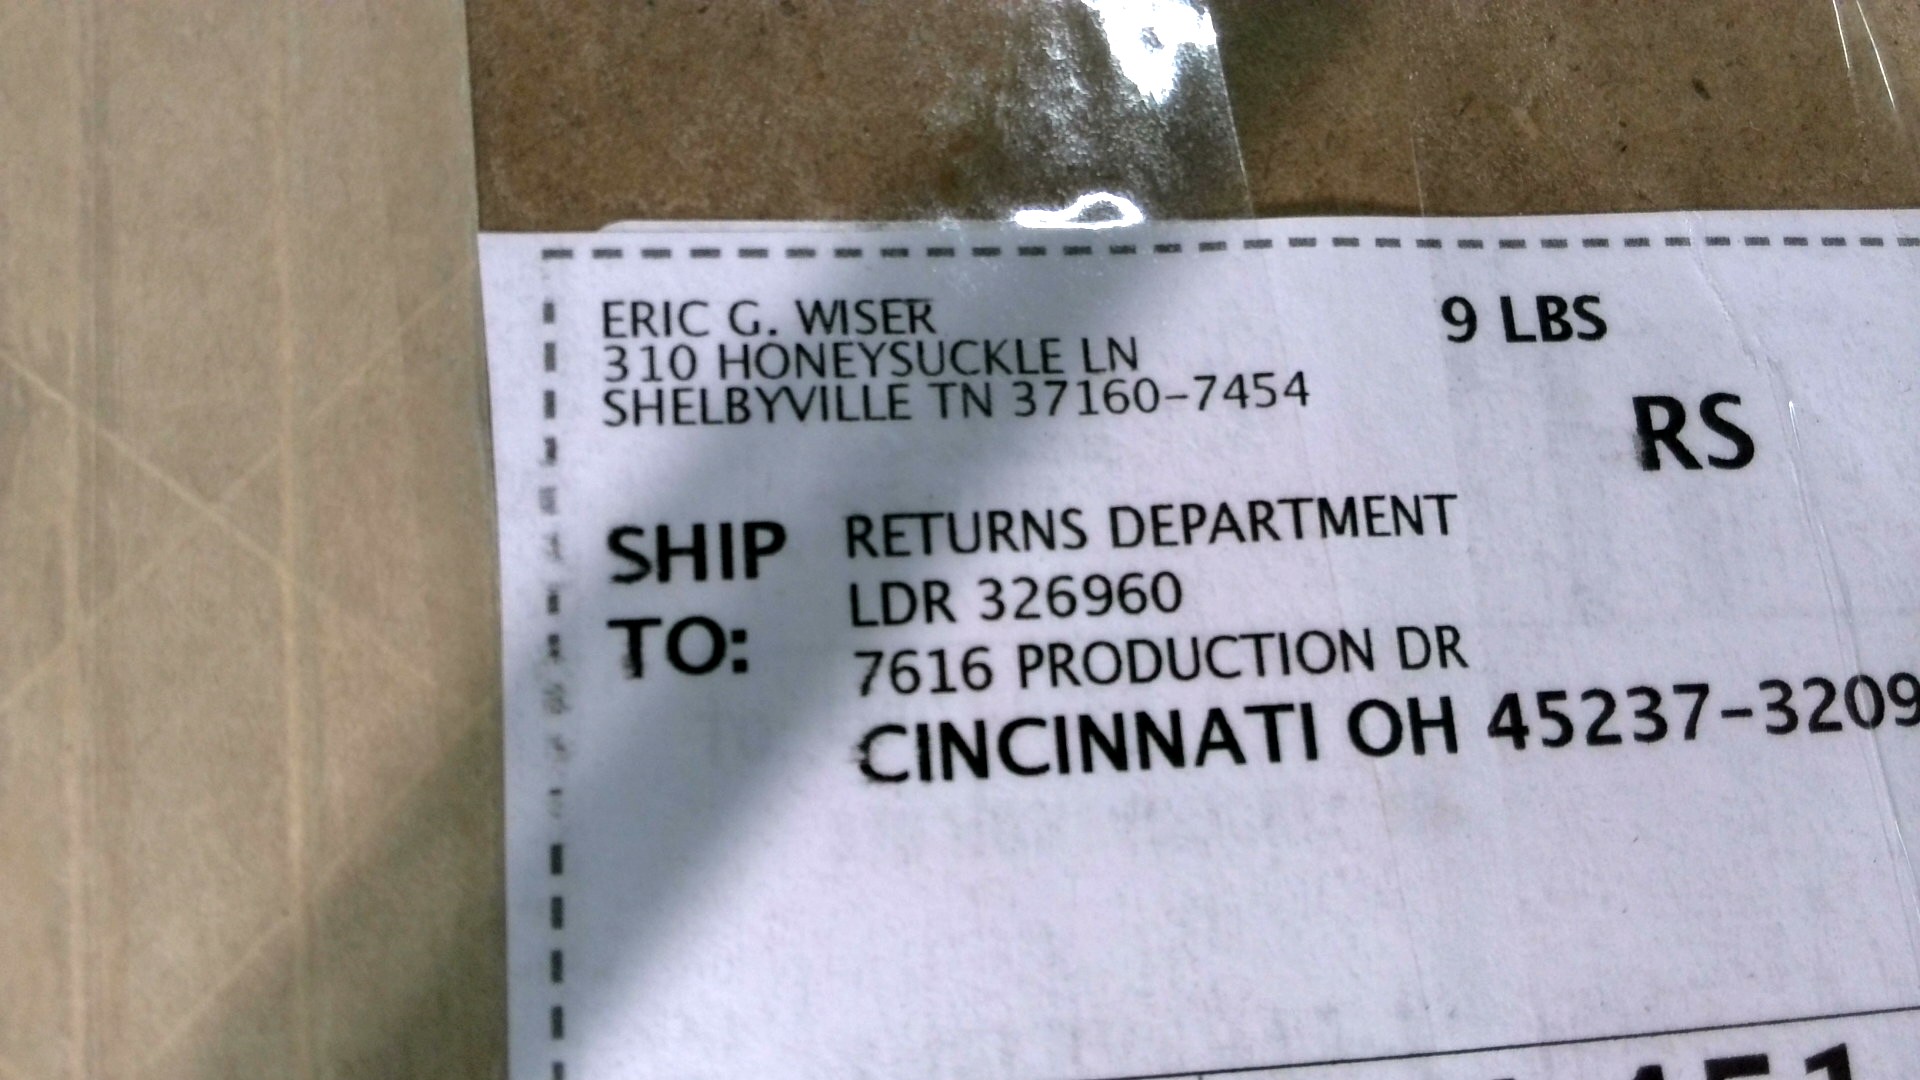 ERIC G. WISER
310 HONEYSUCKLE LN
SHELBYVILLE TN 37160-7454
9 LBS
RS
SHIP TO:
RETURNS DEPARTMENT
LDR 326960
7616 PRODUCTION DR
CINCINNATI OH 45237-3209